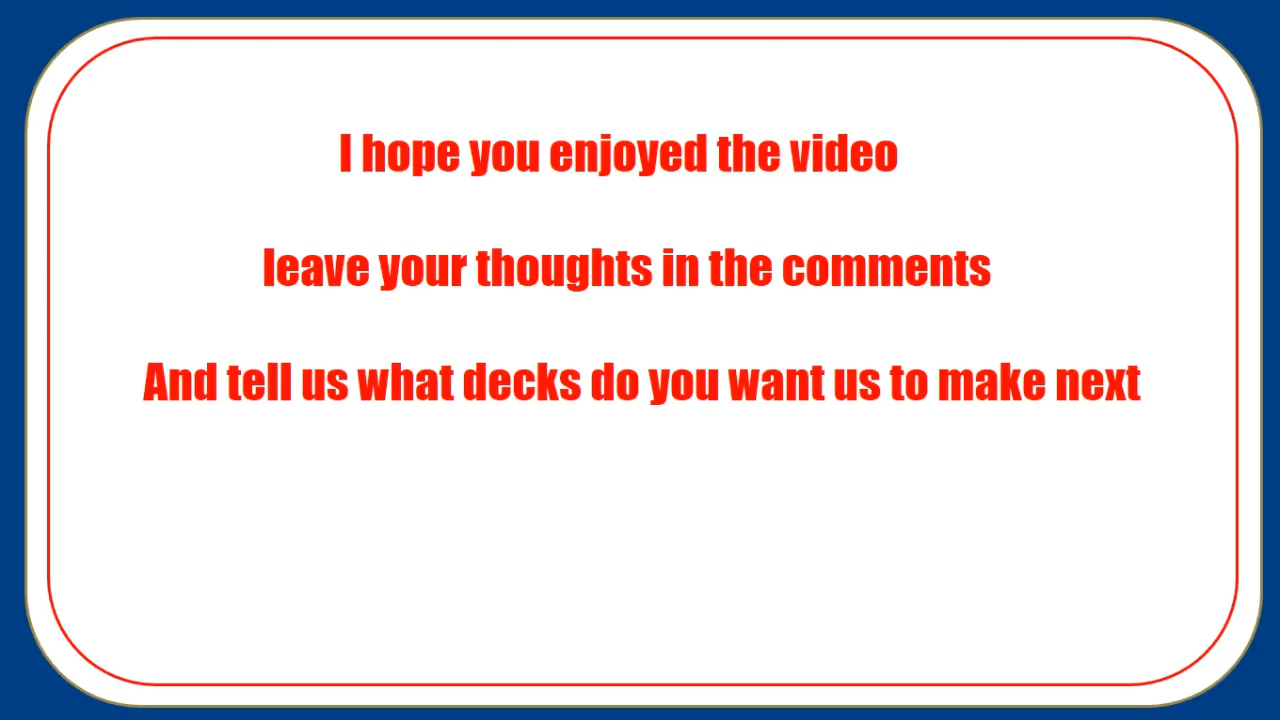 I hope you enjoyed the video
leave your thoughts in the comments
And tell us what decks do you want us to make next